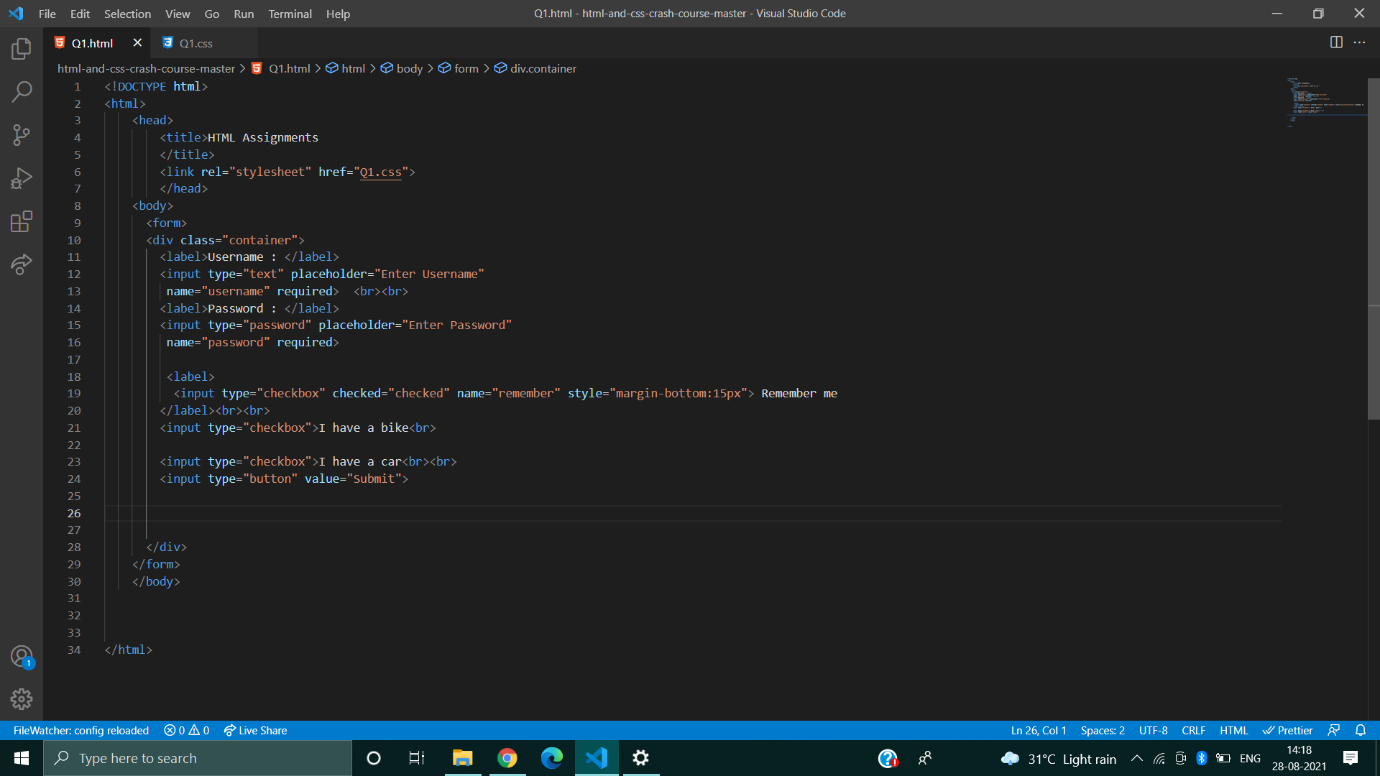 File Edit Selection View Go Run Terminal Help Q1.html - html-and-css-crash-course-master - Visual Studio Code
Q1.html Q1.css
html-and-css-crash-course-master > Q1.html > html > body > form > div.container
1 <!DOCTYPE html>
2 <html>
3 <head>
4 <title>HTML Assignments
5 </title>
6 <link rel="stylesheet" href="Q1.css">
7 </head>
8 <body>
9 <form>
10 <div class="container">
11 <label>Username : </label>
12 <input type="text" placeholder="Enter Username"
13 name="username" required>  <br><br>
14 <label>Password : </label>
15 <input type="password" placeholder="Enter Password"
16 name="password" required>
17
18 <label>
19 <input type="checkbox" checked="checked" name="remember" style="margin-bottom:15px"> Remember me
20 </label><br><br>
21 <input type="checkbox">I have a bike<br>
22
23 <input type="checkbox">I have a car<br><br>
24 <input type="button" value="Submit">
25
26
27
28 </div>
29 </form>
30 </body>
31
32
33
34 </html>
1
FileWatcher: config reloaded 0 0 Live Share Ln 26, Col 1 Spaces: 2 UTF-8 CRLF HTML Prettier
Type here to search 31°C Light rain ENG 14:18
28-08-2021